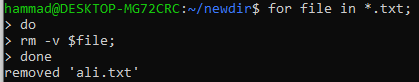 hammad@DESKTOP-MG72CRC:~/newdir$ for file in *.txt;
> do
> rm -v $file;
> done
removed 'ali.txt'